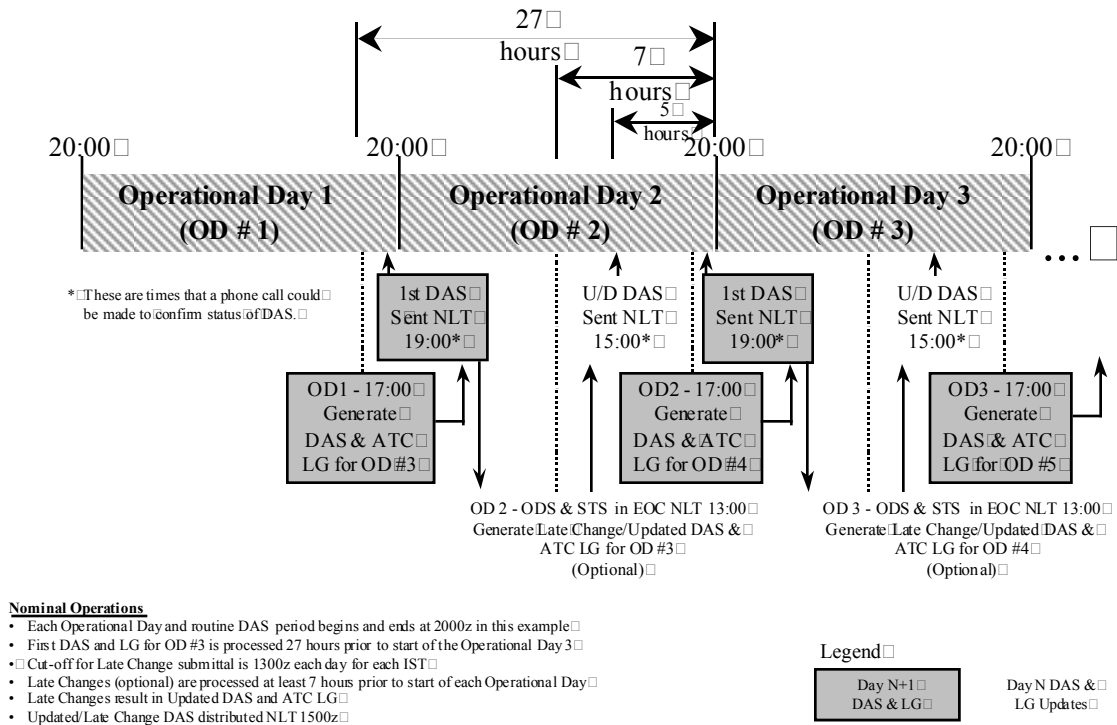 27
hours
7
hours
5
hours
20:00
20:00
20:00
20:00
Operational Day 1
(OD # 1)
Operational Day 2
(OD # 2)
Operational Day 3
(OD # 3)
...
* These are times that a phone call could
be made to confirm status of DAS.
1st DAS
Sent NLT
19:00*
U/D DAS
Sent NLT
15:00*
1st DAS
Sent NLT
19:00*
U/D DAS
Sent NLT
15:00*
OD1 - 17:00
Generate
DAS & ATC
LG for OD #3
OD2 - 17:00
Generate
DAS & ATC
LG for OD #4
OD3 - 17:00
Generate
DAS & ATC
LG for OD #5
OD 2 - ODS & STS in EOC NLT 13:00
Generate Late Change/Updated DAS &
ATC LG for OD #3
(Optional)
OD 3 - ODS & STS in EOC NLT 13:00
Generate Late Change/Updated DAS &
ATC LG for OD #4
(Optional)
Nominal Operations
• Each Operational Day and routine DAS period begins and ends at 2000z in this example
• First DAS and LG for OD #3 is processed 27 hours prior to start of the Operational Day 3
• Cut-off for Late Change submittal is 1300z each day for each IST
• Late Changes (optional) are processed at least 7 hours prior to start of each Operational Day
• Late Changes result in Updated DAS and ATC LG
• Updated/Late Change DAS distributed NLT 1500z
Legend
Day N+1
DAS & LG
Day N DAS &
LG Updates